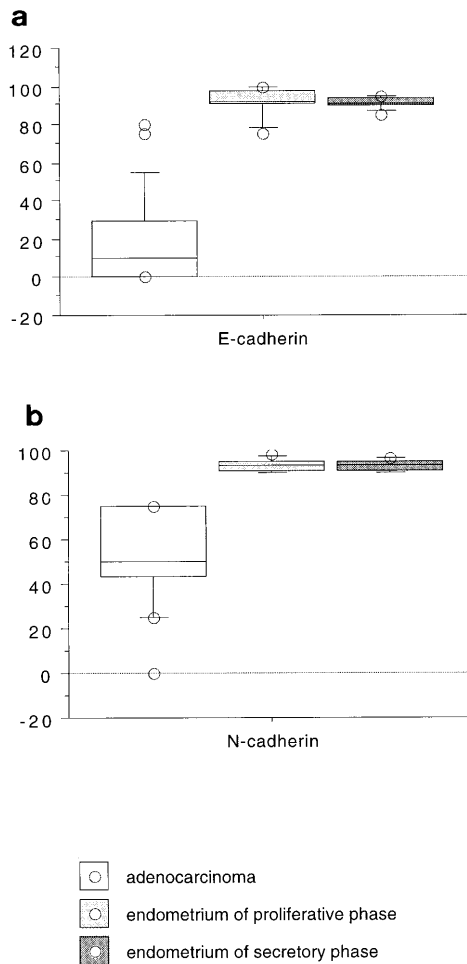 a
120
100
80
60
40
20
0
-20
E-cadherin
b
100
80
60
40
20
0
-20
N-cadherin
adenocarcinoma
endometrium of proliferative phase
endometrium of secretory phase